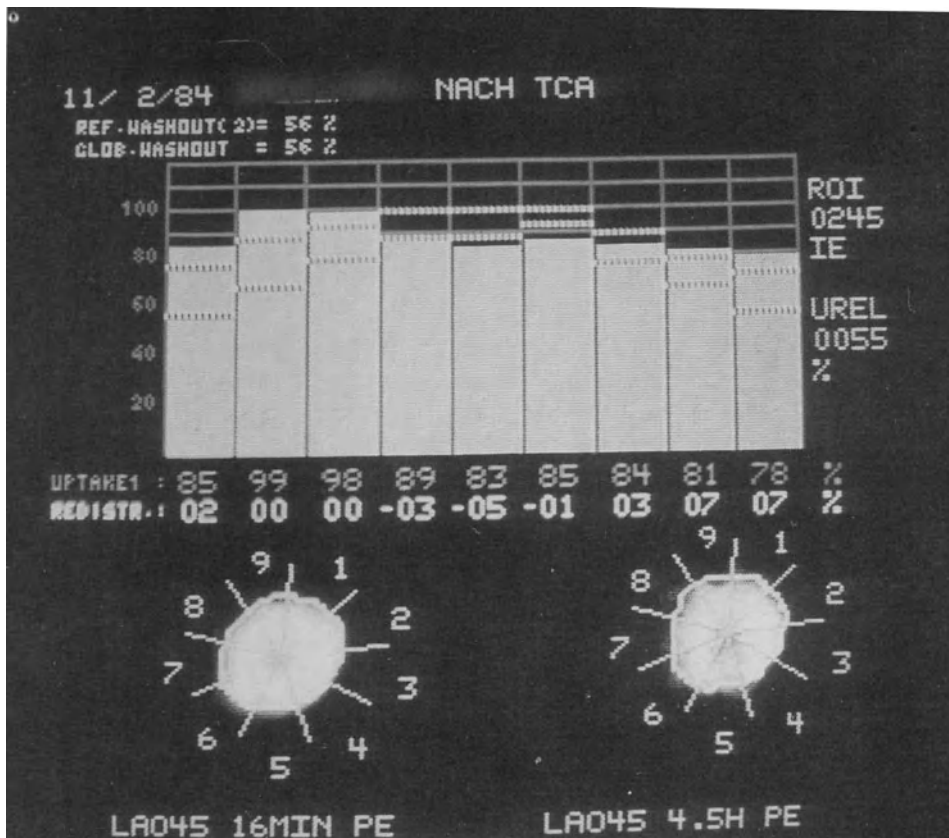 11/ 2/84
NACH TCA
REF.WASHOUT(2)= 56 %
GLOB.WASHOUT = 56 %
100
80
60
40
20
ROI
0245
IE
UREL
0055
%
UPTAKE1 : 85 99 98 89 83 85 84 81 78 %
REDISTR.: 02 00 00 -03 -05 -01 03 07 07 %
9 1
8 2
7 3
6 4
5
9 1
8 2
7 3
6 4
5
LAO45 16MIN PE
LAO45 4.5H PE